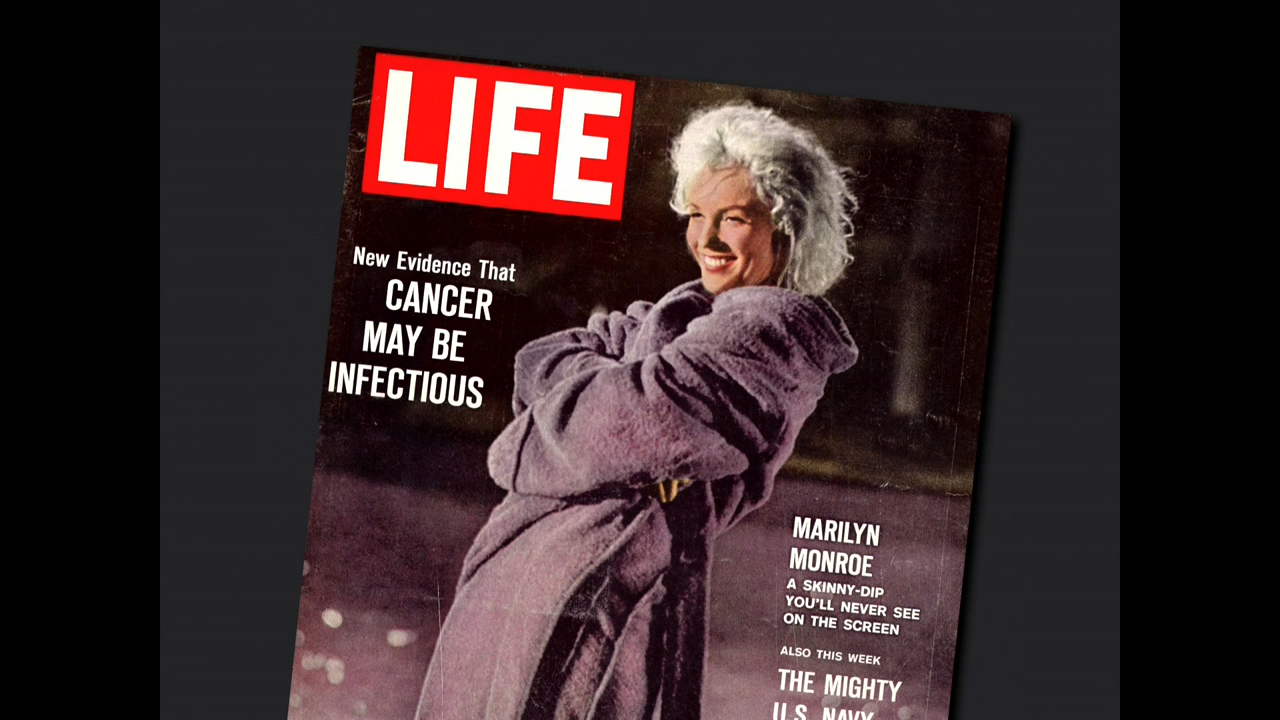 LIFE
New Evidence That
CANCER
MAY BE
INFECTIOUS
MARILYN
MONROE
A SKINNY-DIP
YOU'LL NEVER SEE
ON THE SCREEN
ALSO THIS WEEK
THE MIGHTY
U.S. NAVY